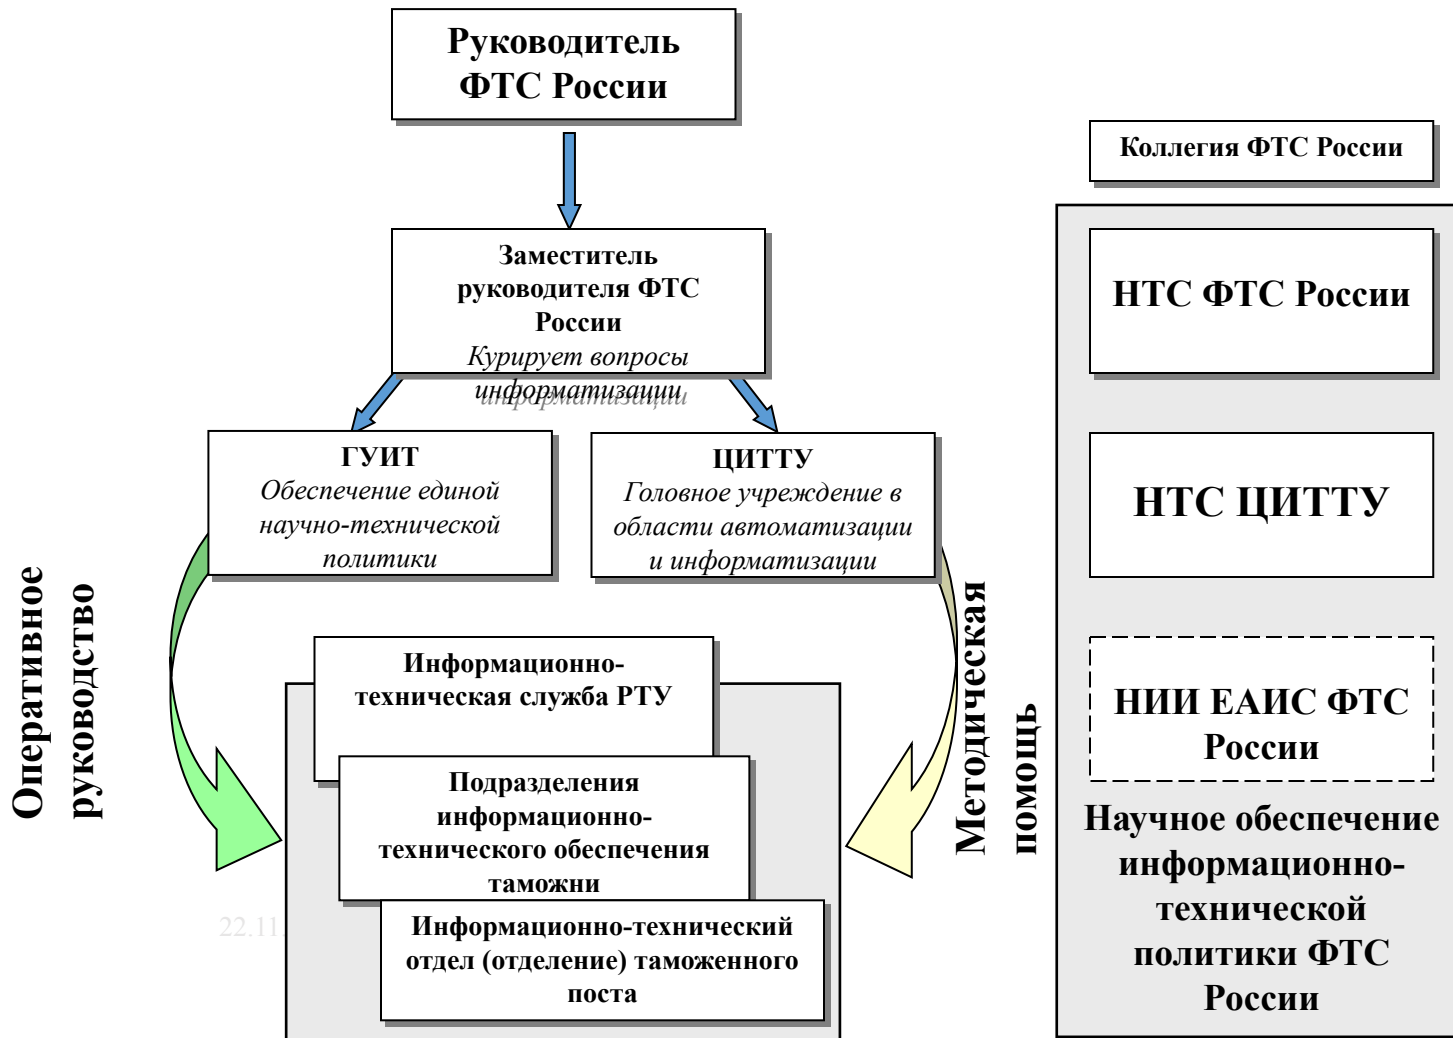 Руководитель
ФТС России
Коллегия ФТС России
Заместитель
руководителя ФТС
России
Курирует вопросы
информатизации
НТС ФТС России
ГУИТ
Обеспечение единой
научно-технической
политики
ЦИТТУ
Головное учреждение в
области автоматизации
и информатизации
НТС ЦИТТУ
Оперативное
руководство
Информационно-
техническая служба РТУ
Подразделения
информационно-
технического обеспечения
таможни
Информационно-технический
отдел (отделение) таможенного
поста
Методическая
помощь
НИИ ЕАИС ФТС
России
Научное обеспечение
информационно-
технической
политики ФТС
России
22.11.